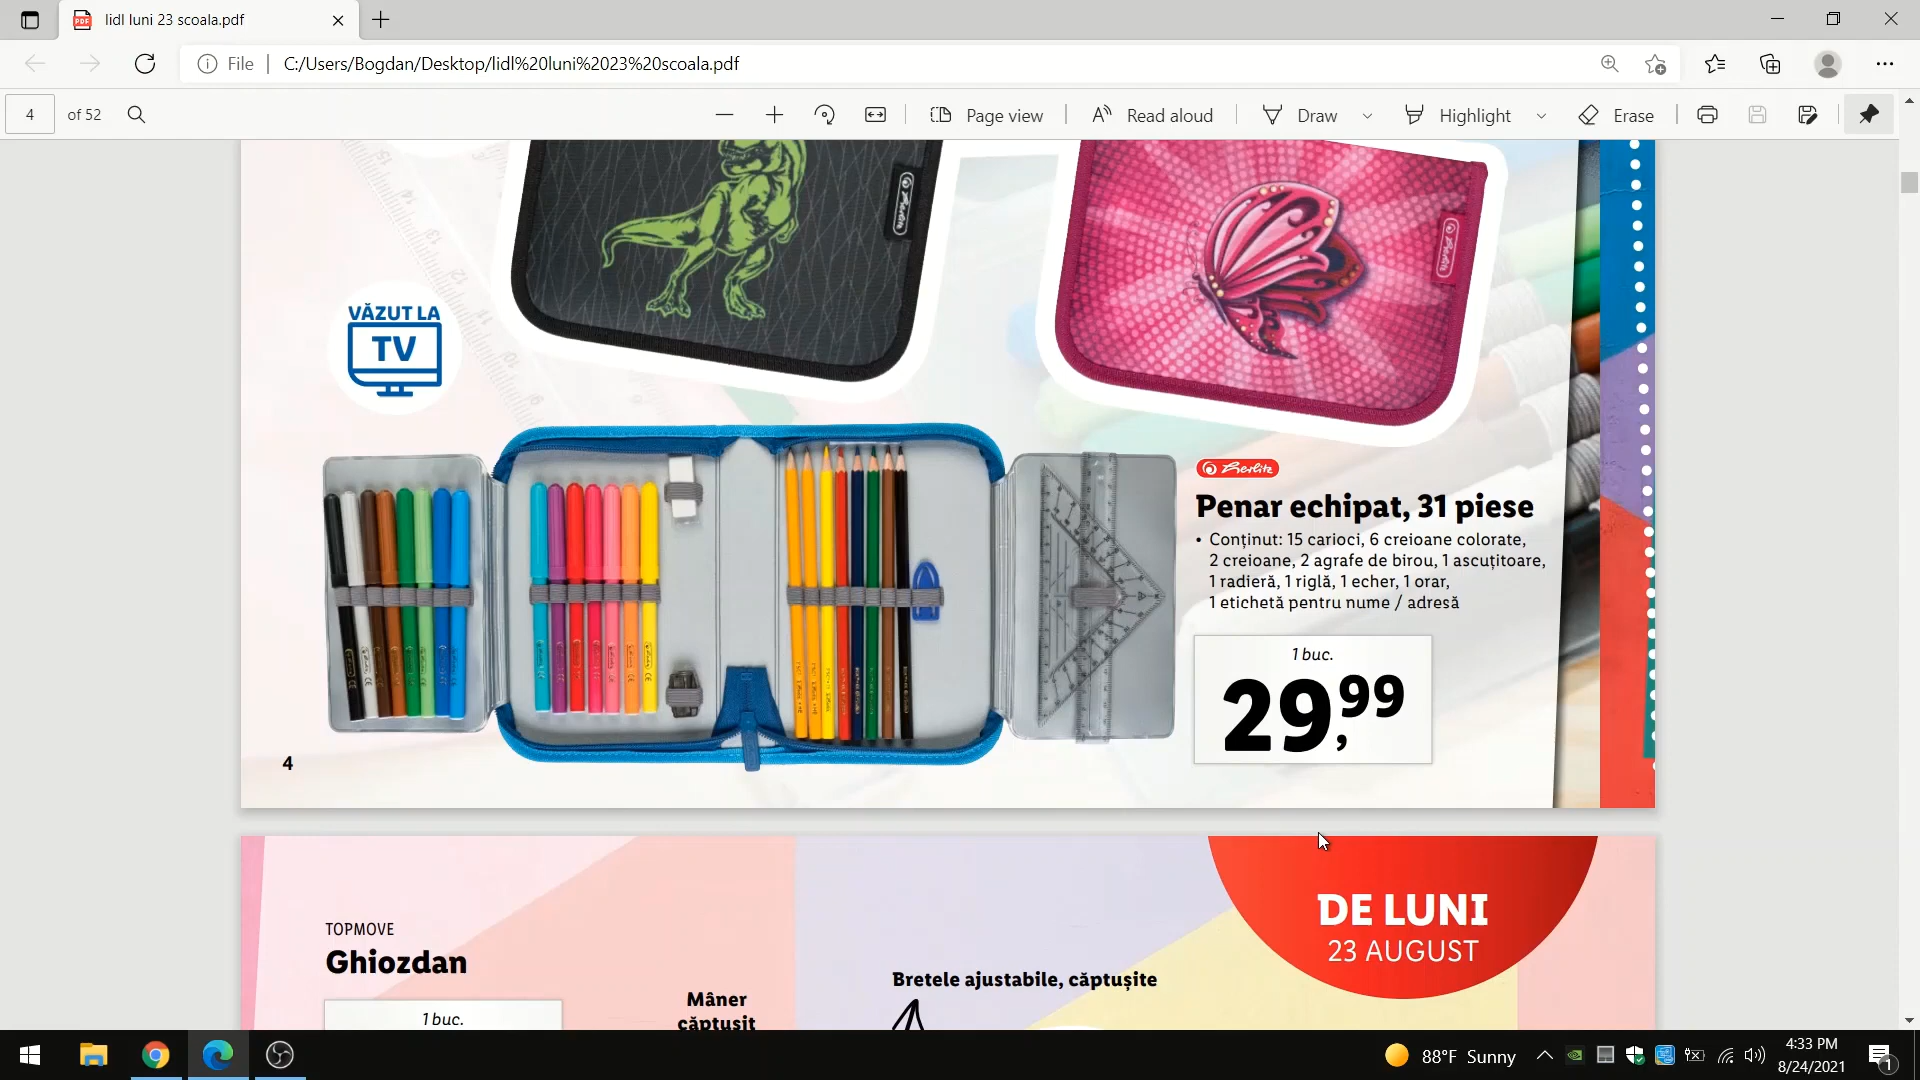 lidl luni 23 scoala.pdf
File
C:/Users/Bogdan/Desktop/lidl%20luni%2023%20scoala.pdf
4 of 52
Page view
Read aloud
Draw
Highlight
Erase
VĂZUT LA
TV
Herlitz
Penar echipat, 31 piese
• Conținut: 15 carioci, 6 creioane colorate,
2 creioane, 2 agrafe de birou, 1 ascuțitoare,
1 radieră, 1 riglă, 1 echer, 1 orar,
1 etichetă pentru nume / adresă
1 buc.
29,99
4
DE LUNI
23 AUGUST
TOPMOVE
Ghiozdan
1 buc.
Mâner
căptușit
Bretele ajustabile, căptușite
88°F Sunny
4:33 PM
8/24/2021
1